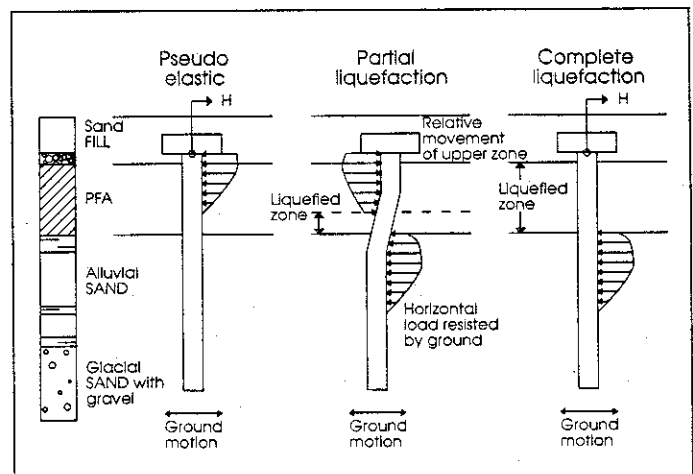 Pseudo
elastic
Partial
liquefaction
Complete
liquefaction
H
H
Sand
FILL
PFA
Alluvial
SAND
Glacial
SAND with
gravel
Relative
movement
of upper zone
Liquefied
zone
Liquefied
zone
Horizontal
load resisted
by ground
Ground
motion
Ground
motion
Ground
motion